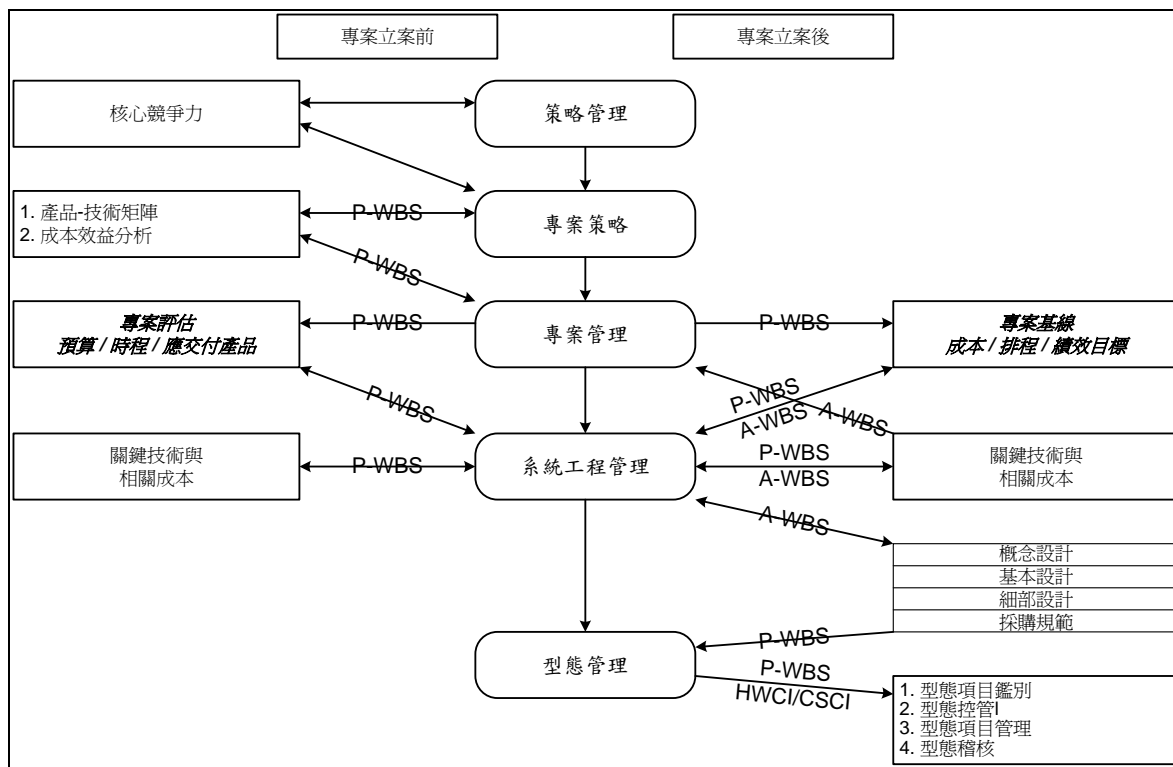 專案立案前
專案立案後
核心競爭力
策略管理
1. 產品-技術矩陣
2. 成本效益分析
P-WBS
專案策略
P-WBS
專案評估
預算 / 時程 / 應交付產品
P-WBS
專案管理
P-WBS
專案基線
成本 / 排程 / 績效目標
P-WBS
P-WBS
A-WBS
A-WBS
關鍵技術與
相關成本
P-WBS
系統工程管理
P-WBS
A-WBS
關鍵技術與
相關成本
A-WBS
概念設計
基本設計
細部設計
採購規範
P-WBS
型態管理
P-WBS
HWCI/CSCI
1. 型態項目鑑別
2. 型態控管I
3. 型態項目管理
4. 型態稽核